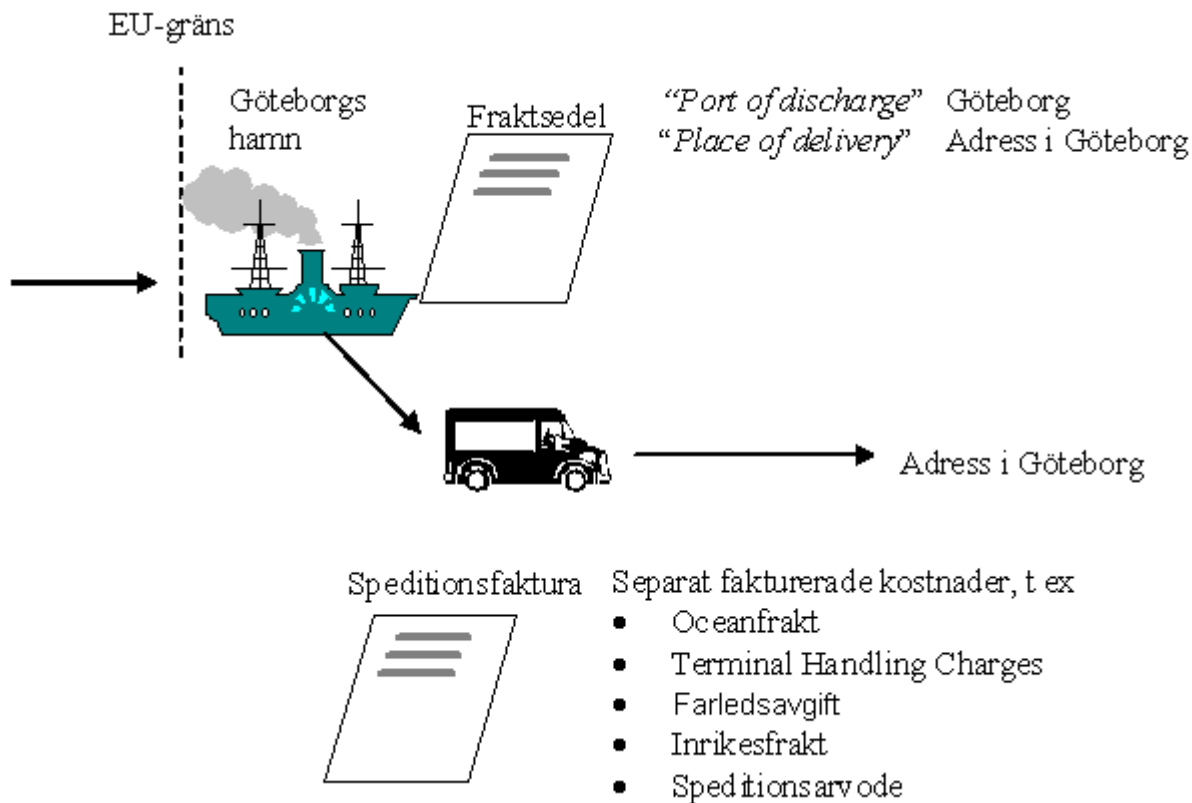 EU-gräns
Göteborgs
hamn
Fraktsedel
“Port of discharge” Göteborg
“Place of delivery” Adress i Göteborg
Adress i Göteborg
Speditionsfaktura
Separat fakturerade kostnader, t ex
• Oceanfrakt
• Terminal Handling Charges
• Farledsavgift
• Inrikesfrakt
• Speditionsarvode